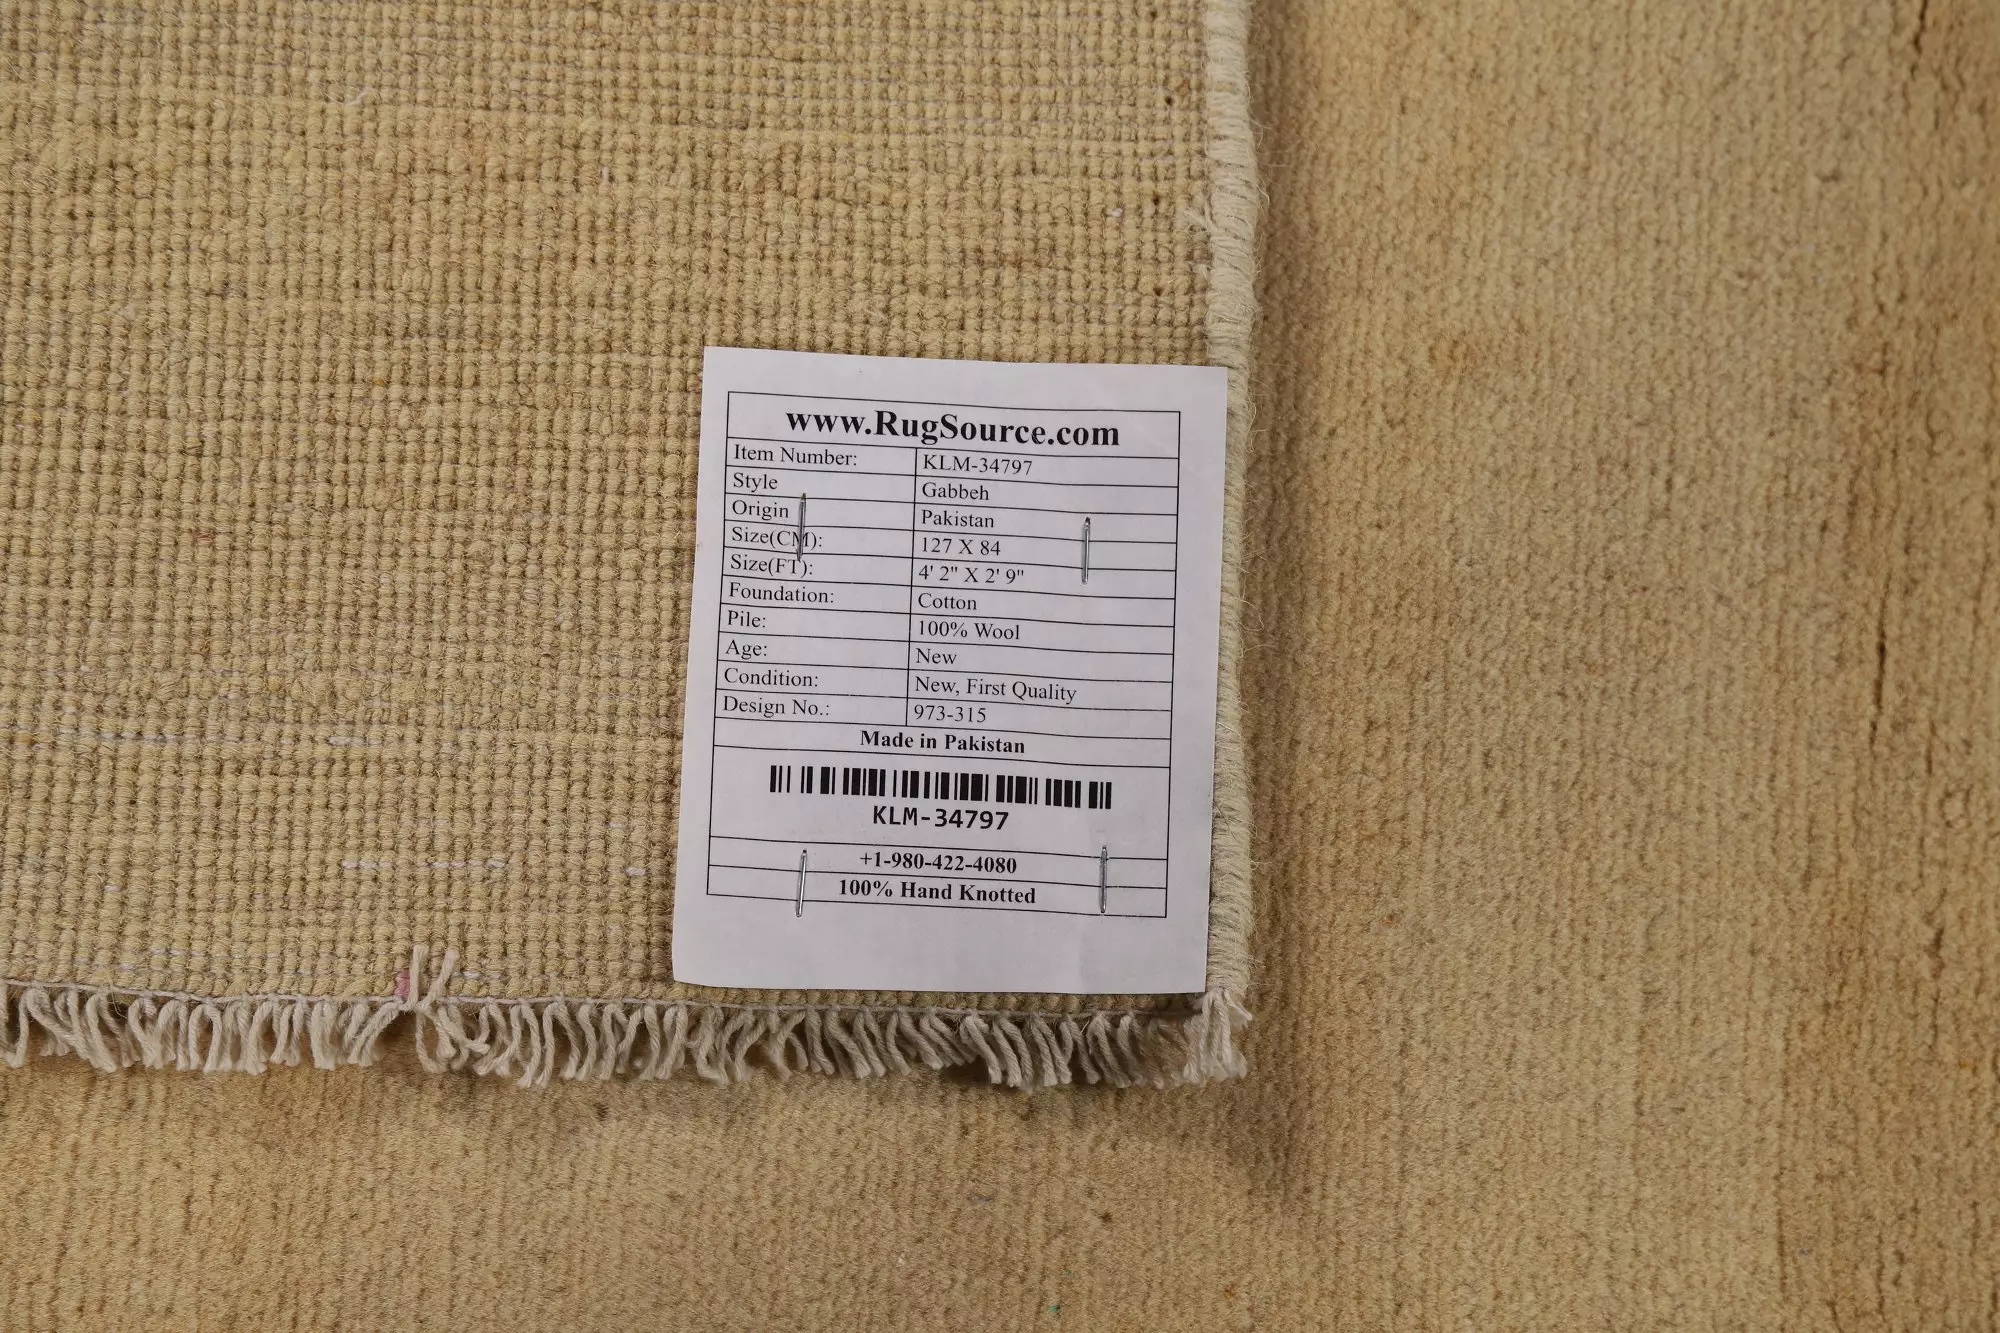 www.RugSource.com
Item Number: KLM-34797
Style Gabbeh
Origin Pakistan
Size(CM): 127 X 84
Size(FT): 4' 2" X 2' 9"
Foundation: Cotton
Pile: 100% Wool
Age: New
Condition: New, First Quality
Design No.: 973-315
Made in Pakistan
KLM-34797
+1-980-422-4080
100% Hand Knotted